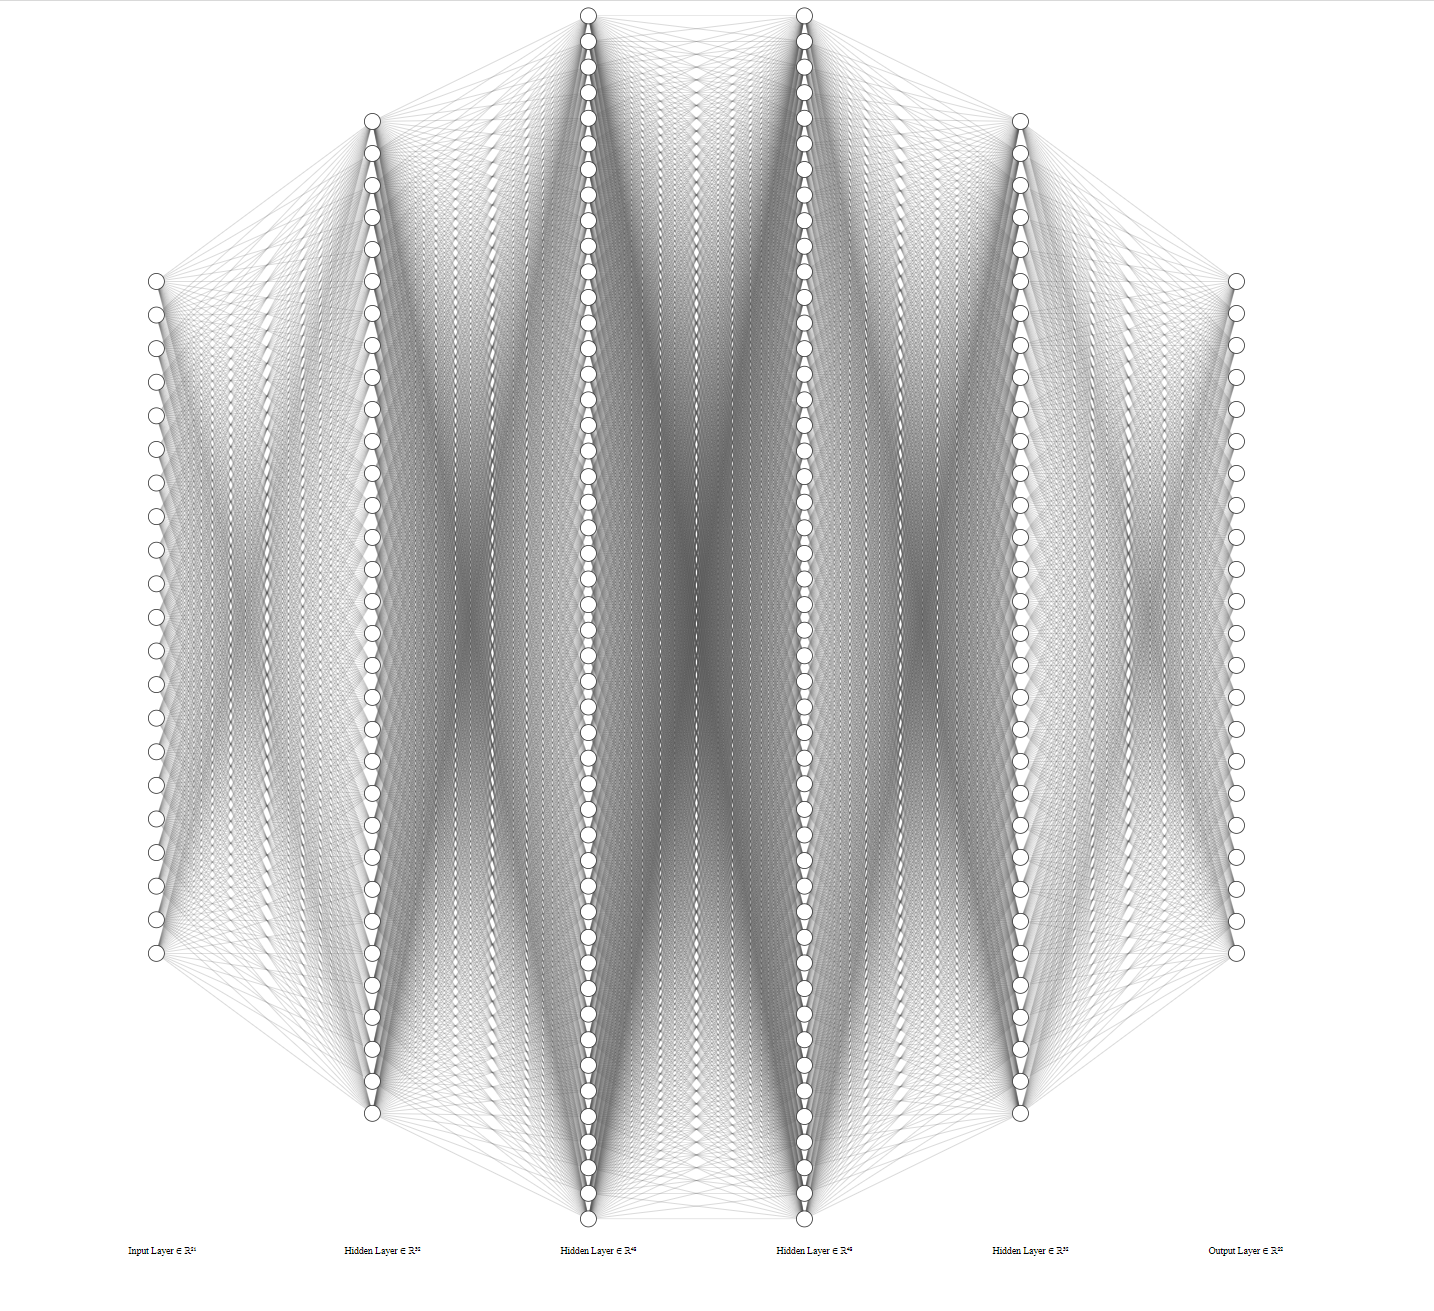 Input Layer ∈ ℝ²¹
Hidden Layer ∈ ℝ³²
Hidden Layer ∈ ℝ⁴⁸
Hidden Layer ∈ ℝ⁴⁸
Hidden Layer ∈ ℝ³²
Output Layer ∈ ℝ²²